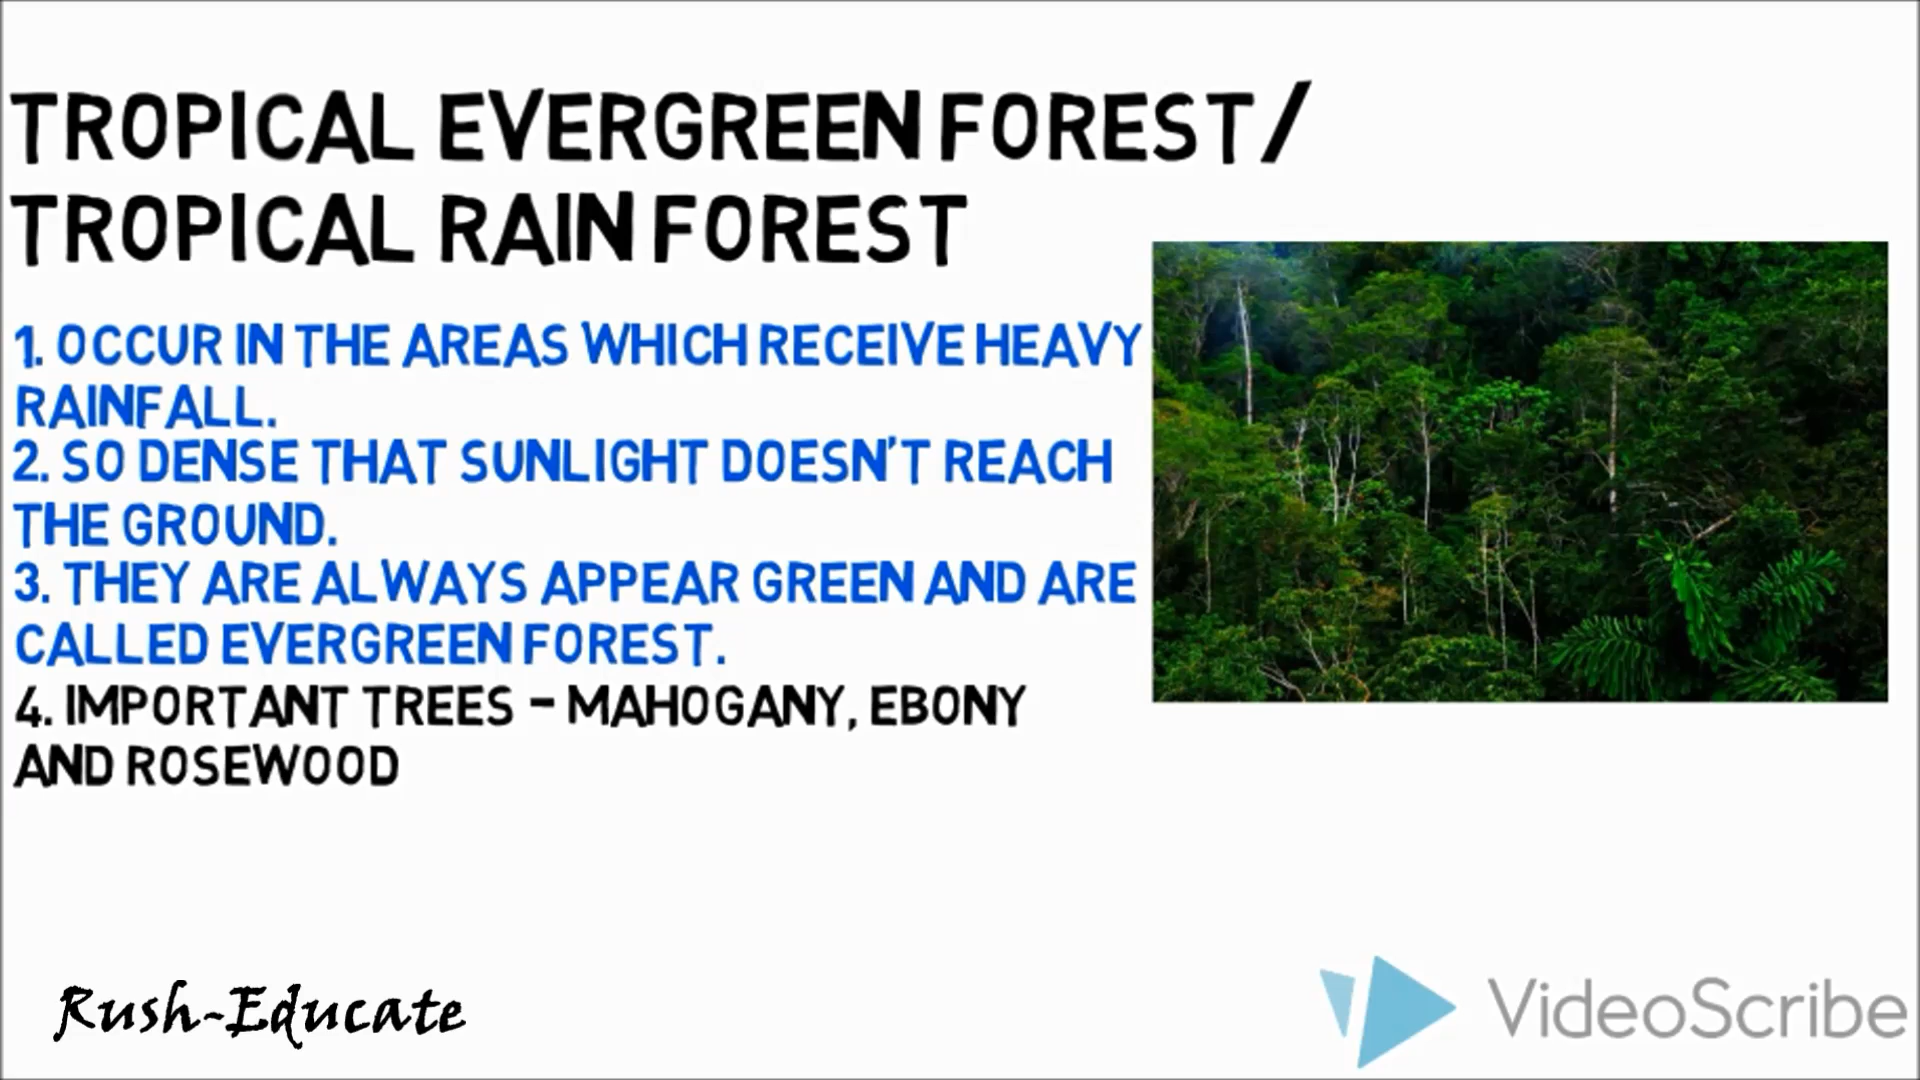 TROPICAL EVERGREEN FOREST/
TROPICAL RAIN FOREST
1. OCCUR IN THE AREAS WHICH RECEIVE HEAVY
RAINFALL.
2. SO DENSE THAT SUNLIGHT DOESN'T REACH
THE GROUND.
3. THEY ARE ALWAYS APPEAR GREEN AND ARE
CALLED EVERGREEN FOREST.
4. IMPORTANT TREES - MAHOGANY, EBONY
AND ROSEWOOD
Rush-Educate
VideoScribe